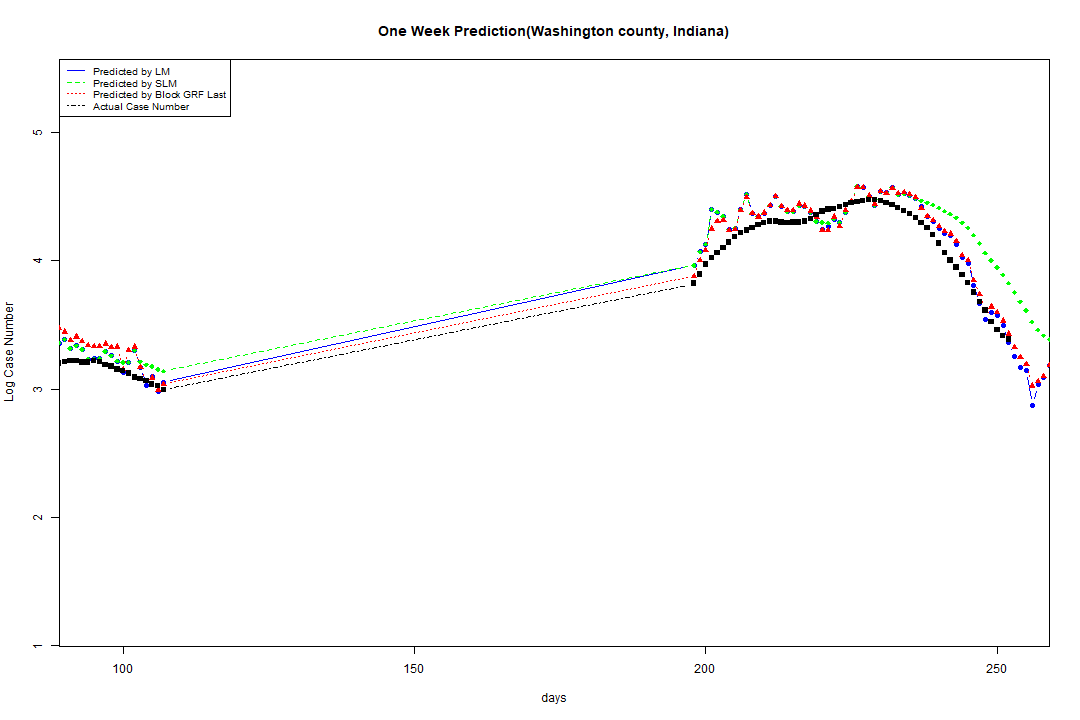 One Week Prediction(Washington county, Indiana)
Predicted by LM
Predicted by SLM
Predicted by Block GRF Last
Actual Case Number
5
4
3
2
1
Log Case Number
100 150 200 250
days